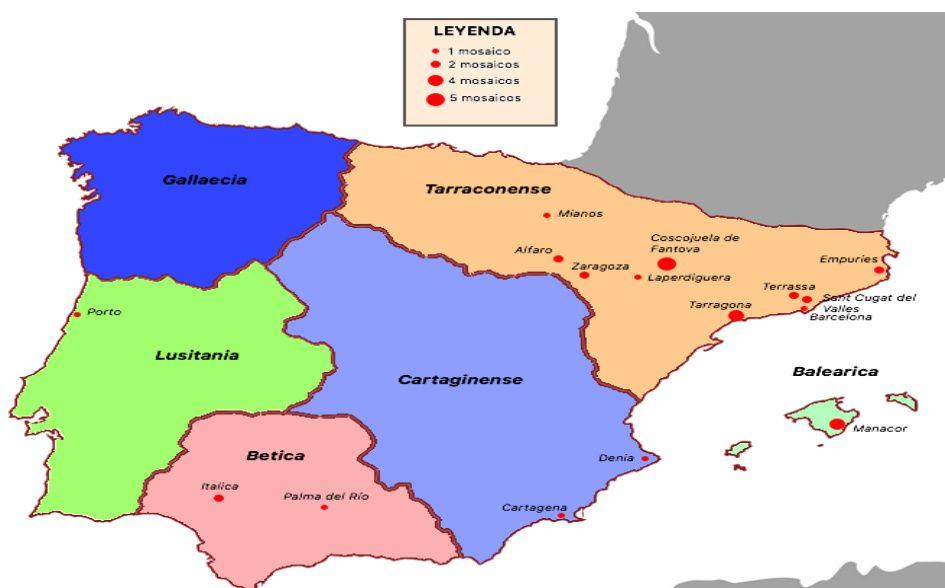 LEYENDA
1 mosaico
2 mosaicos
4 mosaicos
5 mosaicos
Gallaecia
Tarraconense
Mianos
Coscojuela de
Fantova
Alfaro
Zaragoza
Laperdiguera
Empuries
Terrassa
Sant Cugat del
Valles
Tarragona
Barcelona
Porto
Lusitania
Cartaginense
Balearica
Manacor
Betica
Denia
Italica
Palma del Río
Cartagena